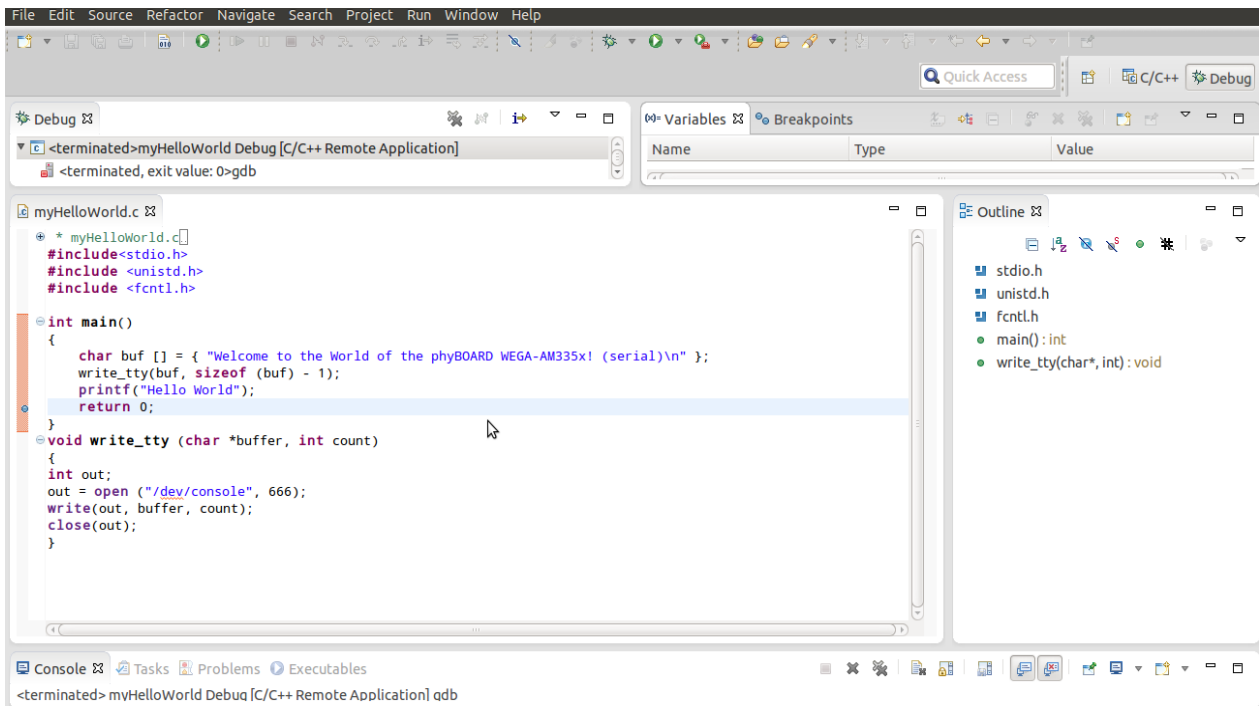 File Edit Source Refactor Navigate Search Project Run Window Help
Quick Access
C/C++
Debug
Debug
<terminated>myHelloWorld Debug [C/C++ Remote Application]
<terminated, exit value: 0>gdb
Variables
Breakpoints
Name Type Value
myHelloWorld.c
* myHelloWorld.c
#include<stdio.h>
#include <unistd.h>
#include <fcntl.h>
int main()
{
char buf [] = { "Welcome to the World of the phyBOARD WEGA-AM335x! (serial)\n" };
write_tty(buf, sizeof (buf) - 1);
printf("Hello World");
return 0;
}
void write_tty (char *buffer, int count)
{
int out;
out = open ("/dev/console", 666);
write(out, buffer, count);
close(out);
}
Outline
stdio.h
unistd.h
fcntl.h
main() : int
write_tty(char*, int) : void
Console Tasks Problems Executables
<terminated> myHelloWorld Debug [C/C++ Remote Application] gdb